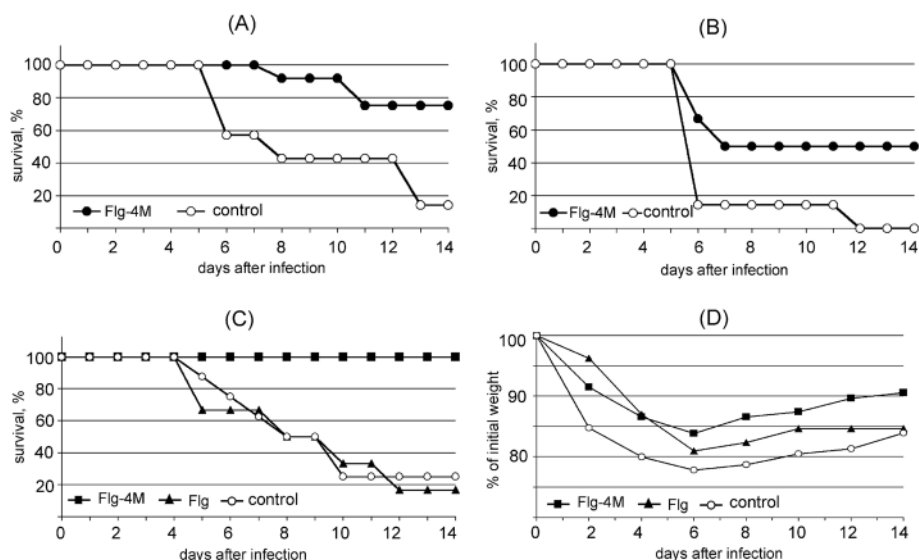 (A)
survival, %
100
80
60
40
20
Flg-4M control
0 2 4 6 8 10 12 14
days after infection
(B)
survival, %
100
80
60
40
20
Flg-4M control
0 2 4 6 8 10 12 14
days after infection
(C)
survival, %
100
80
60
40
20
Flg-4M Flg control
0 2 4 6 8 10 12 14
days after infection
(D)
% of initial weight
100
90
80
Flg-4M Flg control
0 2 4 6 8 10 12 14
days after infection